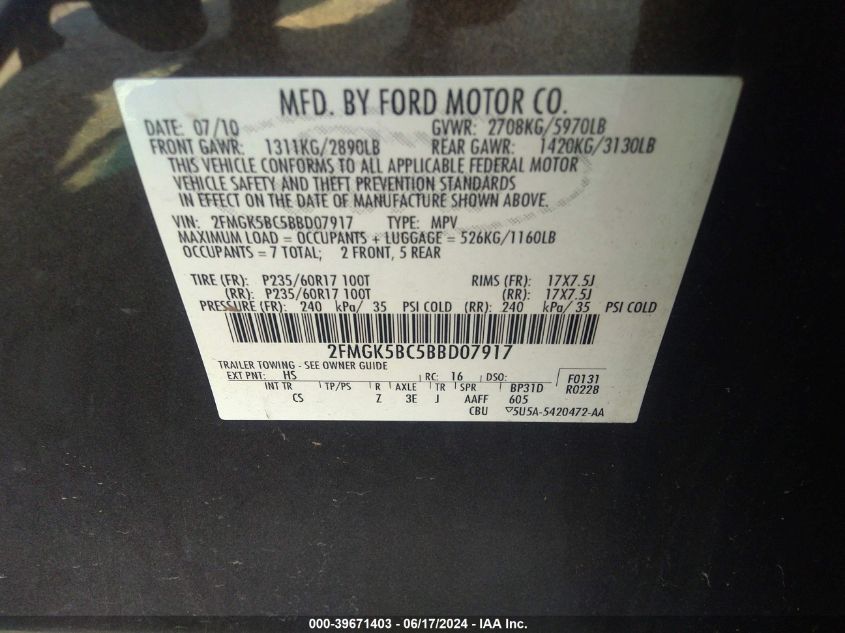 MFD. BY FORD MOTOR CO.
DATE: 07/10 GVWR: 2708KG/5970LB
FRONT GAWR: 1311KG/2890LB REAR GAWR: 1420KG/3130LB
THIS VEHICLE CONFORMS TO ALL APPLICABLE FEDERAL MOTOR
VEHICLE SAFETY AND THEFT PREVENTION STANDARDS
IN EFFECT ON THE DATE OF MANUFACTURE SHOWN ABOVE.
VIN: 2FMGK5BC5BBD07917 TYPE: MPV
MAXIMUM LOAD = OCCUPANTS + LUGGAGE = 526KG/1160LB
OCCUPANTS = 7 TOTAL; 2 FRONT, 5 REAR
TIRE (FR): P235/60R17 100T RIMS (FR): 17X7.5J
(RR): P235/60R17 100T (RR): 17X7.5J
PRESSURE (FR): 240 kPa/ 35 PSI COLD (RR): 240 kPa/ 35 PSI COLD
2FMGK5BC5BBD07917
TRAILER TOWING - SEE OWNER GUIDE
EXT PNT: HS RC: 16 DSO: F0131
INT TR TP/PS R AXLE TR SPR BP31D R0228
CS Z 3E J AAFF 605
CBU ▽5U5A-5420472-AA
000-39671403 - 06/17/2024 - IAA Inc.